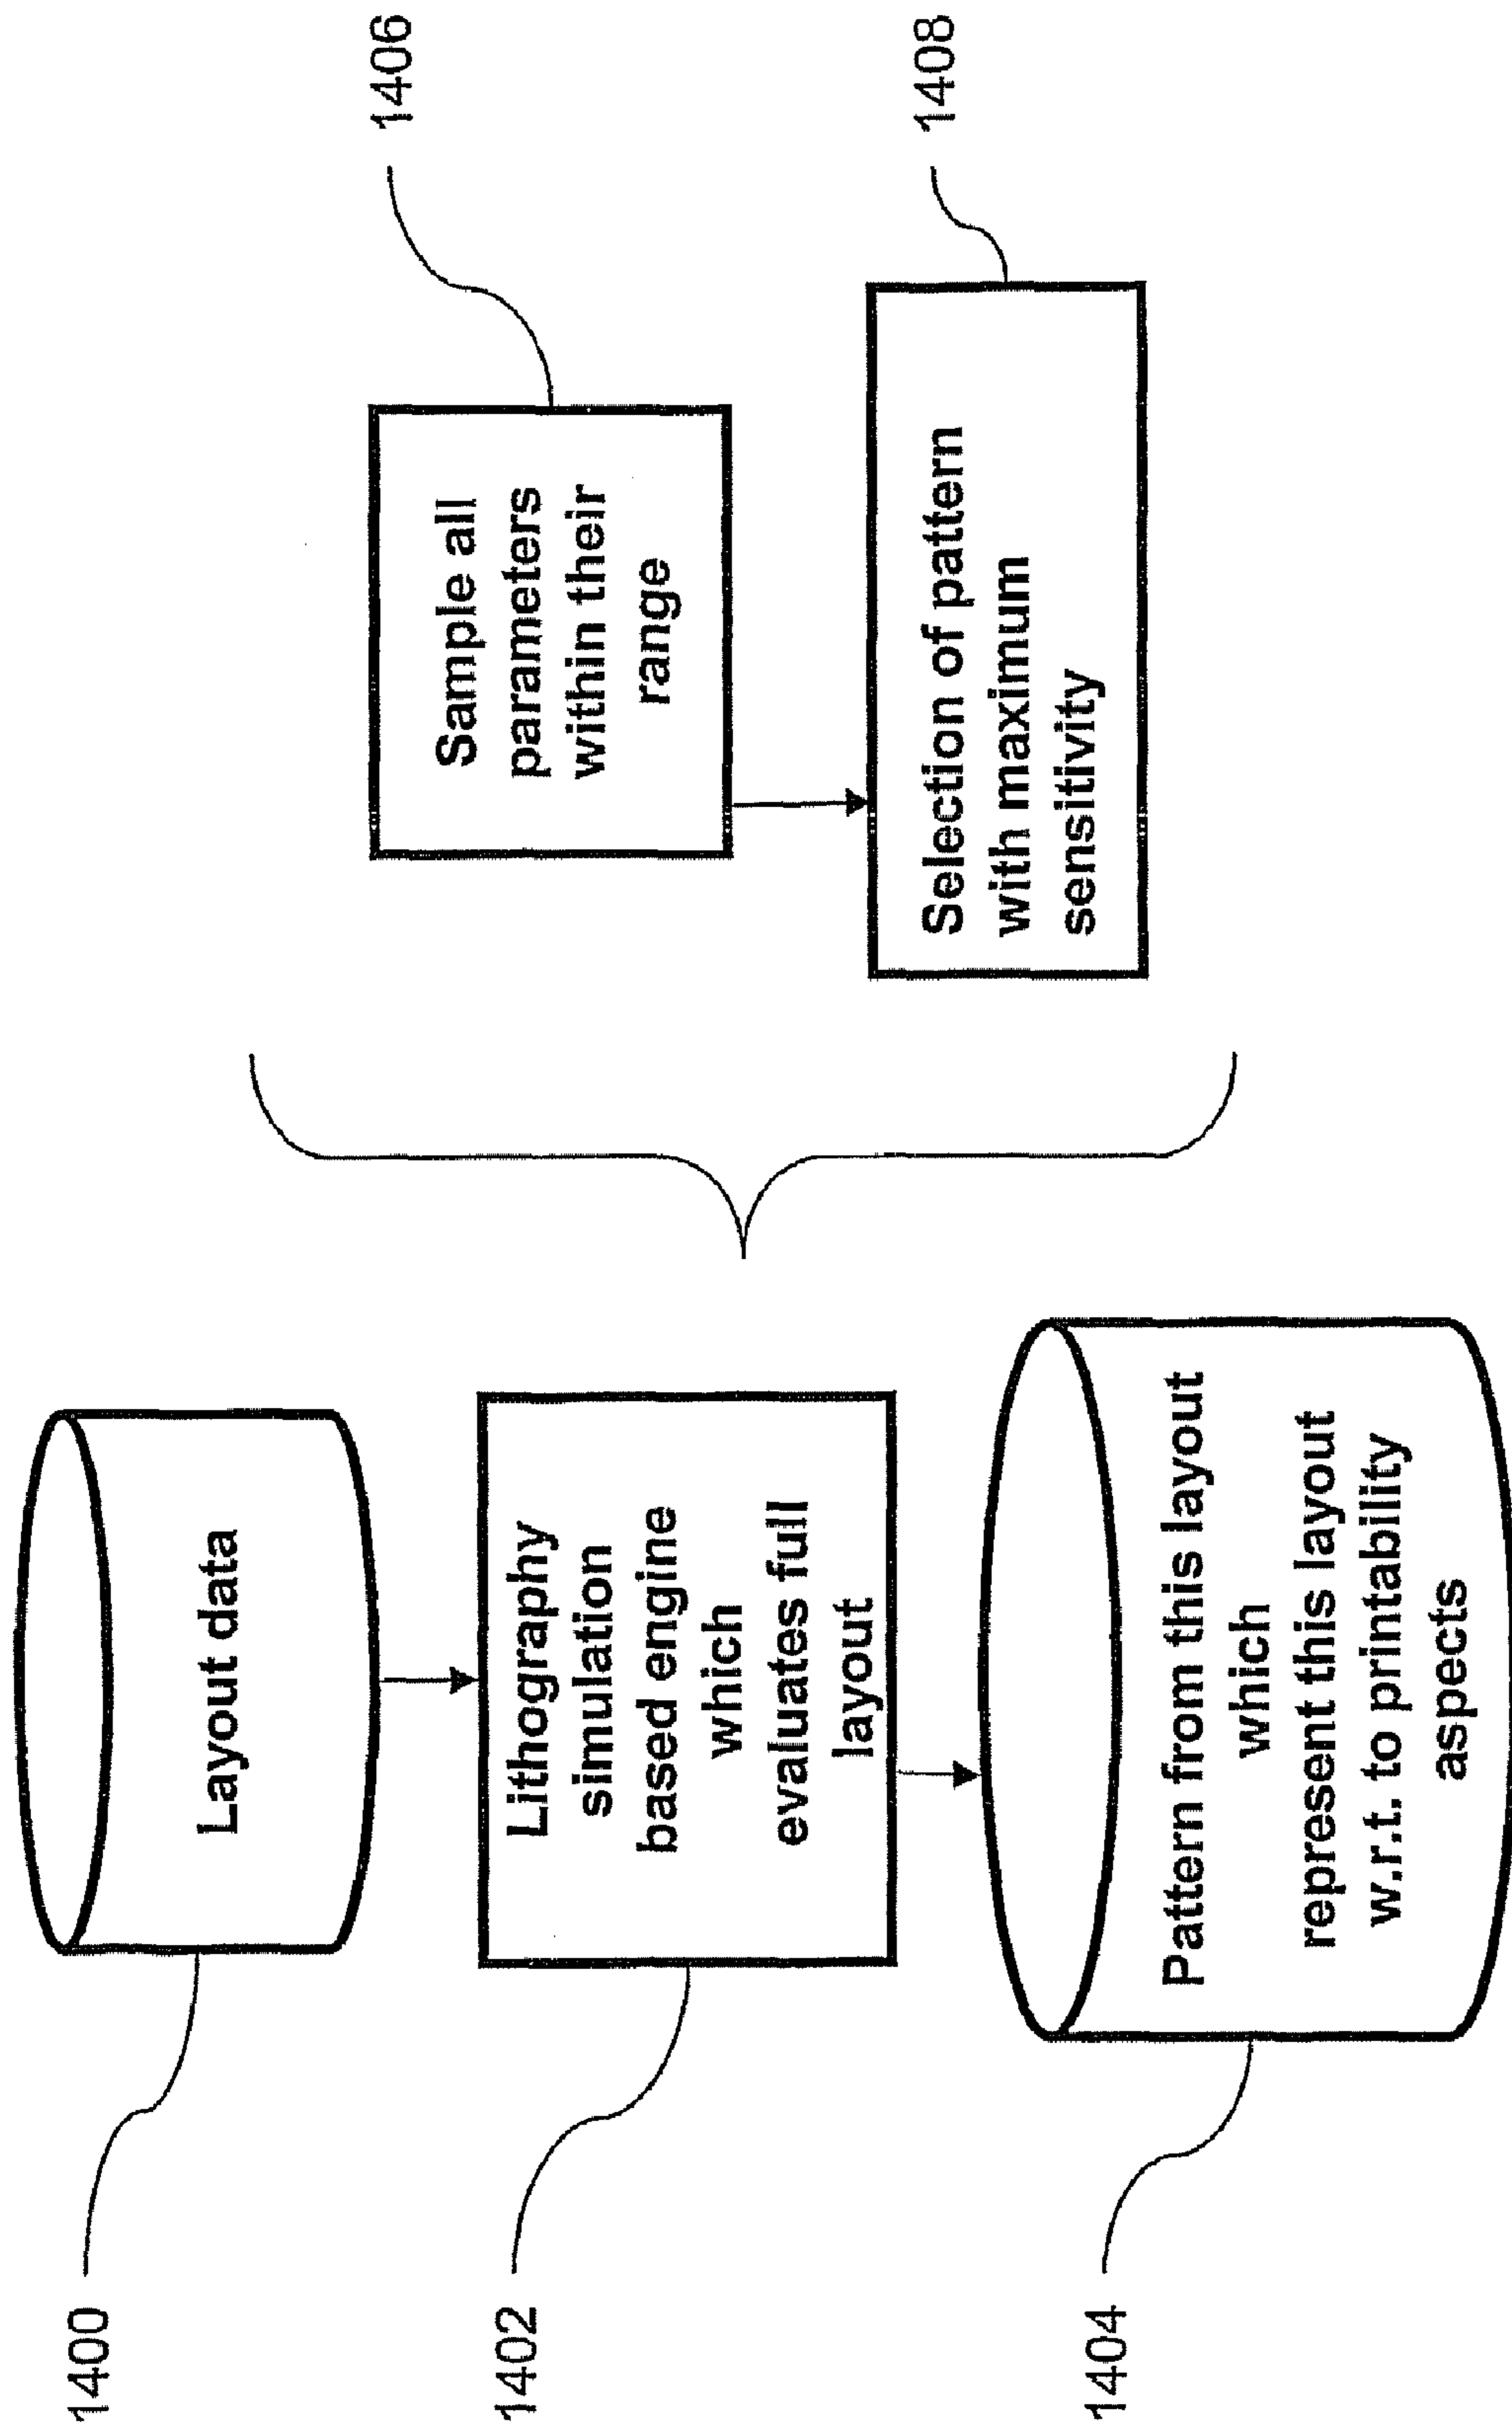 1400
Layout data
1402
Lithography
simulation
based engine
which
evaluates full
layout
1404
Pattern from this layout
which
represent this layout
w.r.t. to printability
aspects
1406
Sample all
parameters
within their
range
1408
Selection of pattern
with maximum
sensitivity